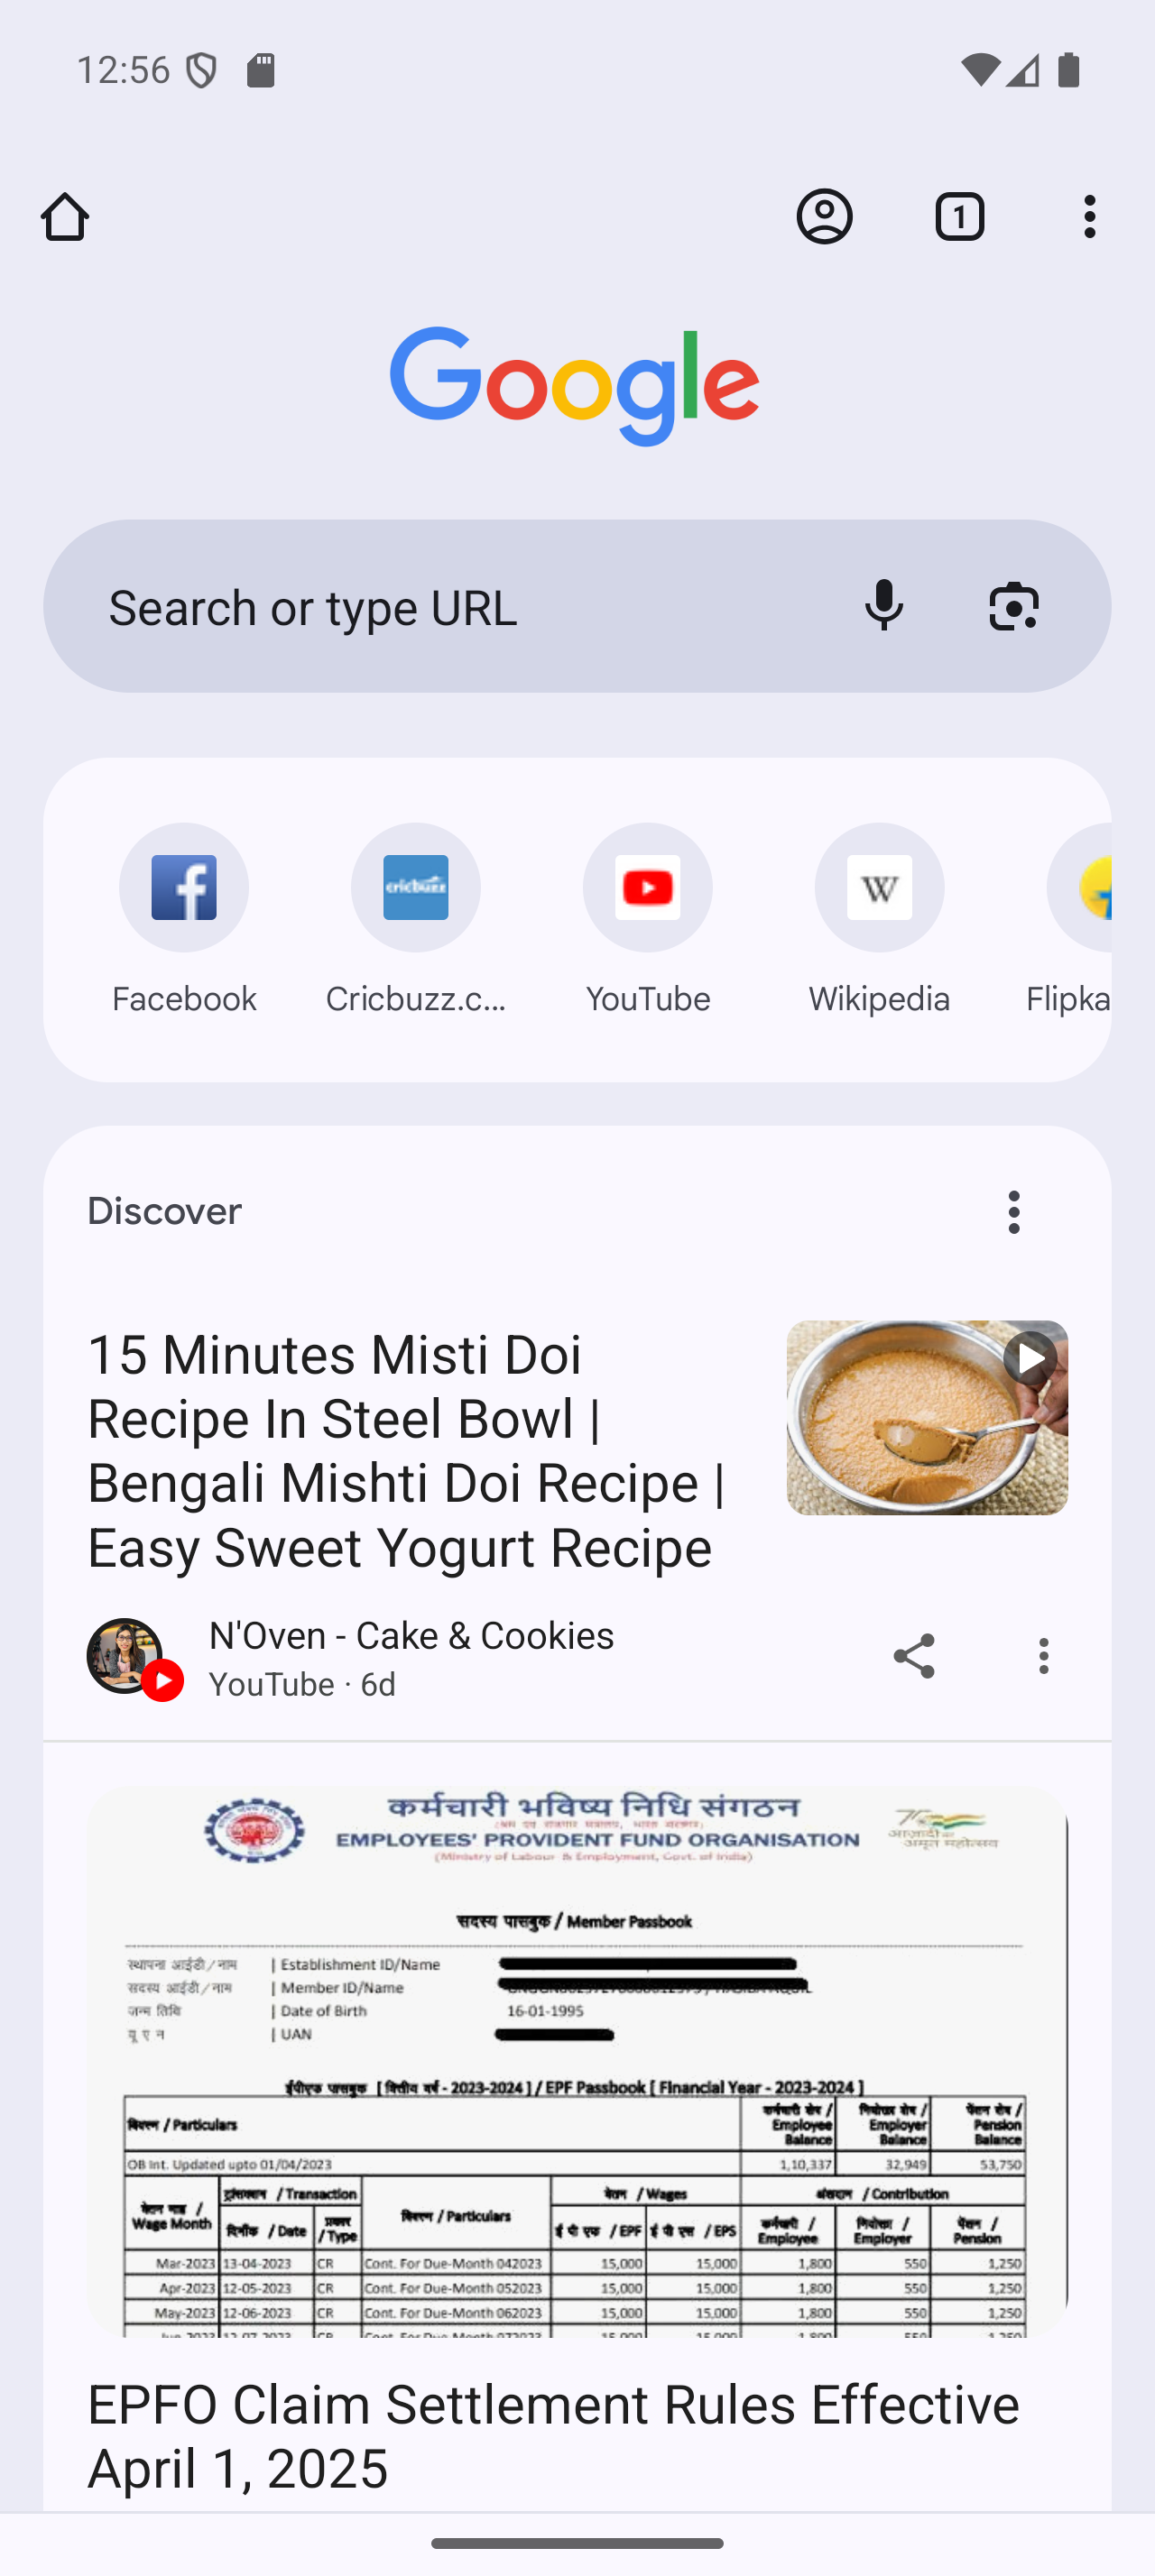 12:56
1
Google
Search or type URL
f
cricbuzz
W
Facebook
Cricbuzz.c...
YouTube
Wikipedia
Flipka
Discover
15 Minutes Misti Doi
Recipe In Steel Bowl |
Bengali Mishti Doi Recipe |
Easy Sweet Yogurt Recipe
N'Oven - Cake & Cookies
YouTube · 6d
कर्मचारी भविष्य निधि संगठन
EMPLOYEES' PROVIDENT FUND ORGANISATION
(Ministry of Labour & Employment, Govt. of India)
आज़ादी का
अमृत महोत्सव
सदस्य पासबुक / Member Passbook
स्थापना आईडी/नाम | Establishment ID/Name
सदस्य आईडी/नाम | Member ID/Name
जन्म तिथि | Date of Birth 16-01-1995
यू ए न | UAN
ईपीएफ पासबुक [ वित्तीय वर्ष - 2023-2024 ] / EPF Passbook [ Financial Year - 2023-2024 ]
विवरण / Particulars कर्मचारी शेष / Employee Balance नियोक्ता शेष / Employer Balance पेंशन शेष / Pension Balance
OB Int. Updated upto 01/04/2023 1,10,337 32,949 53,750
वेतन माह / Wage Month / Transaction विवरण / Particulars वेतन / Wages अंशदान / Contribution
दिनाँक / Date प्रकार / Type ई पी एफ / EPF ई पी एस / EPS कर्मचारी / Employee नियोक्ता / Employer पेंशन / Pension
Mar-2023 13-04-2023 CR Cont. For Due-Month 042023 15,000 15,000 1,800 550 1,250
Apr-2023 12-05-2023 CR Cont. For Due-Month 052023 15,000 15,000 1,800 550 1,250
May-2023 12-06-2023 CR Cont. For Due-Month 062023 15,000 15,000 1,800 550 1,250
EPFO Claim Settlement Rules Effective
April 1, 2025